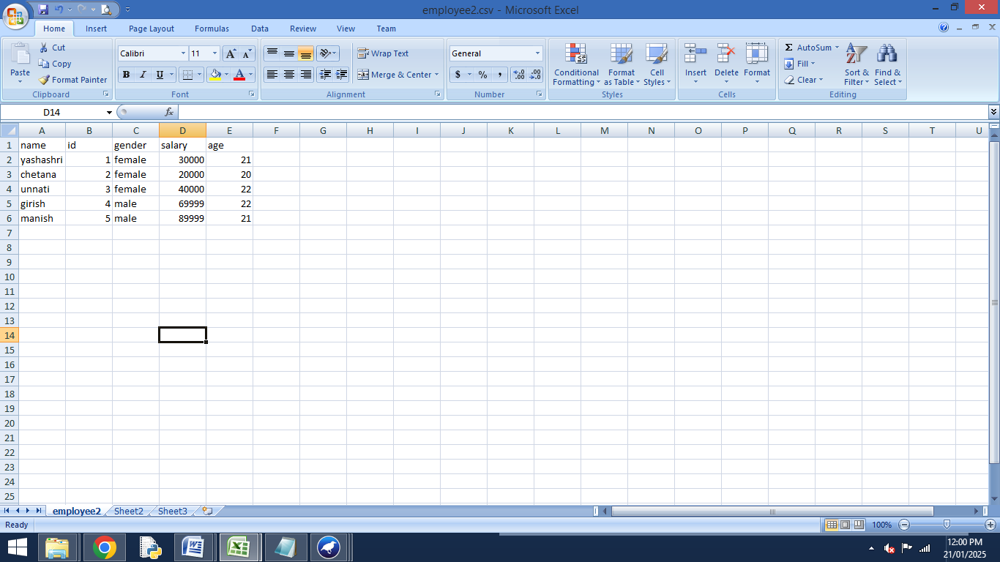 employee2.csv - Microsoft Excel
Home Insert Page Layout Formulas Data Review View Team
Paste
Cut
Copy
Format Painter
Clipboard
Calibri 11 A A
B I U A
Font
Wrap Text
Merge & Center
Alignment
General
$ % , .00
Number
Conditional Formatting
Format as Table
Cell Styles
Styles
Insert Delete Format
Cells
Σ AutoSum
Fill
Clear
Sort & Filter
Find & Select
Editing
D14 fx
A B C D E F G H I J K L M N O P Q R S T U
1 name id gender salary age
2 yashashri 1 female 30000 21
3 chetana 2 female 20000 20
4 unnati 3 female 40000 22
5 girish 4 male 69999 22
6 manish 5 male 89999 21
7
8
9
10
11
12
13
14
15
16
17
18
19
20
21
22
23
24
25
employee2 Sheet2 Sheet3
Ready 100%
12:00 PM
21/01/2025